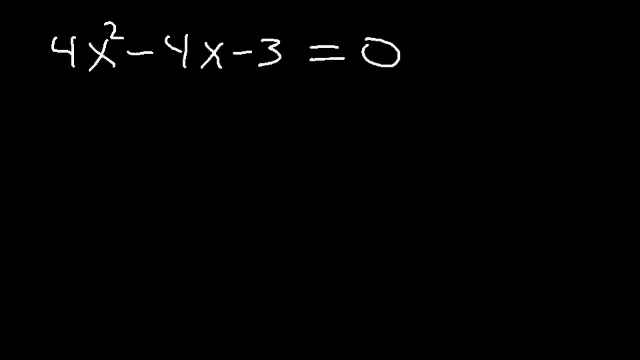 4x² - 4x - 3 = 0